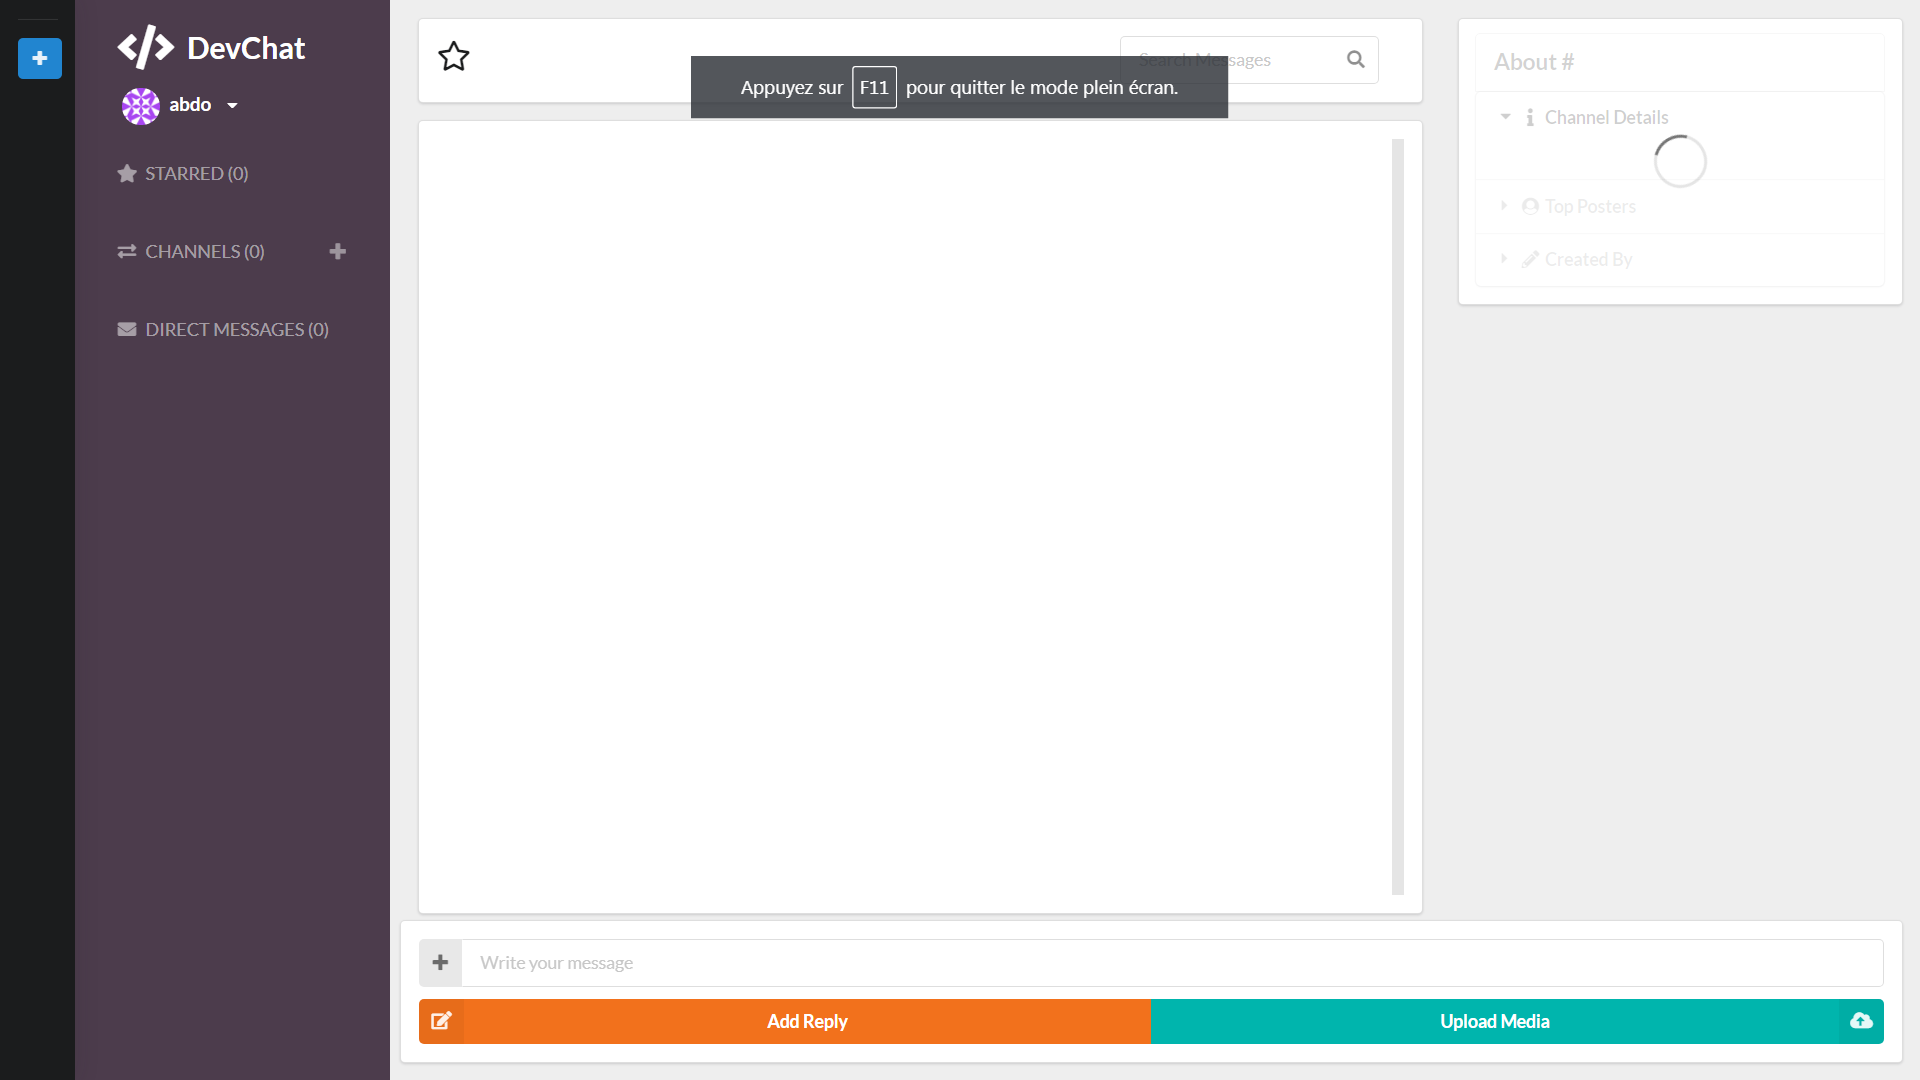 DevChat
abdo
STARRED (0)
CHANNELS (0)
DIRECT MESSAGES (0)
Search Messages
Appuyez sur F11 pour quitter le mode plein écran.
About #
Channel Details
Top Posters
Created By
Write your message
Add Reply
Upload Media